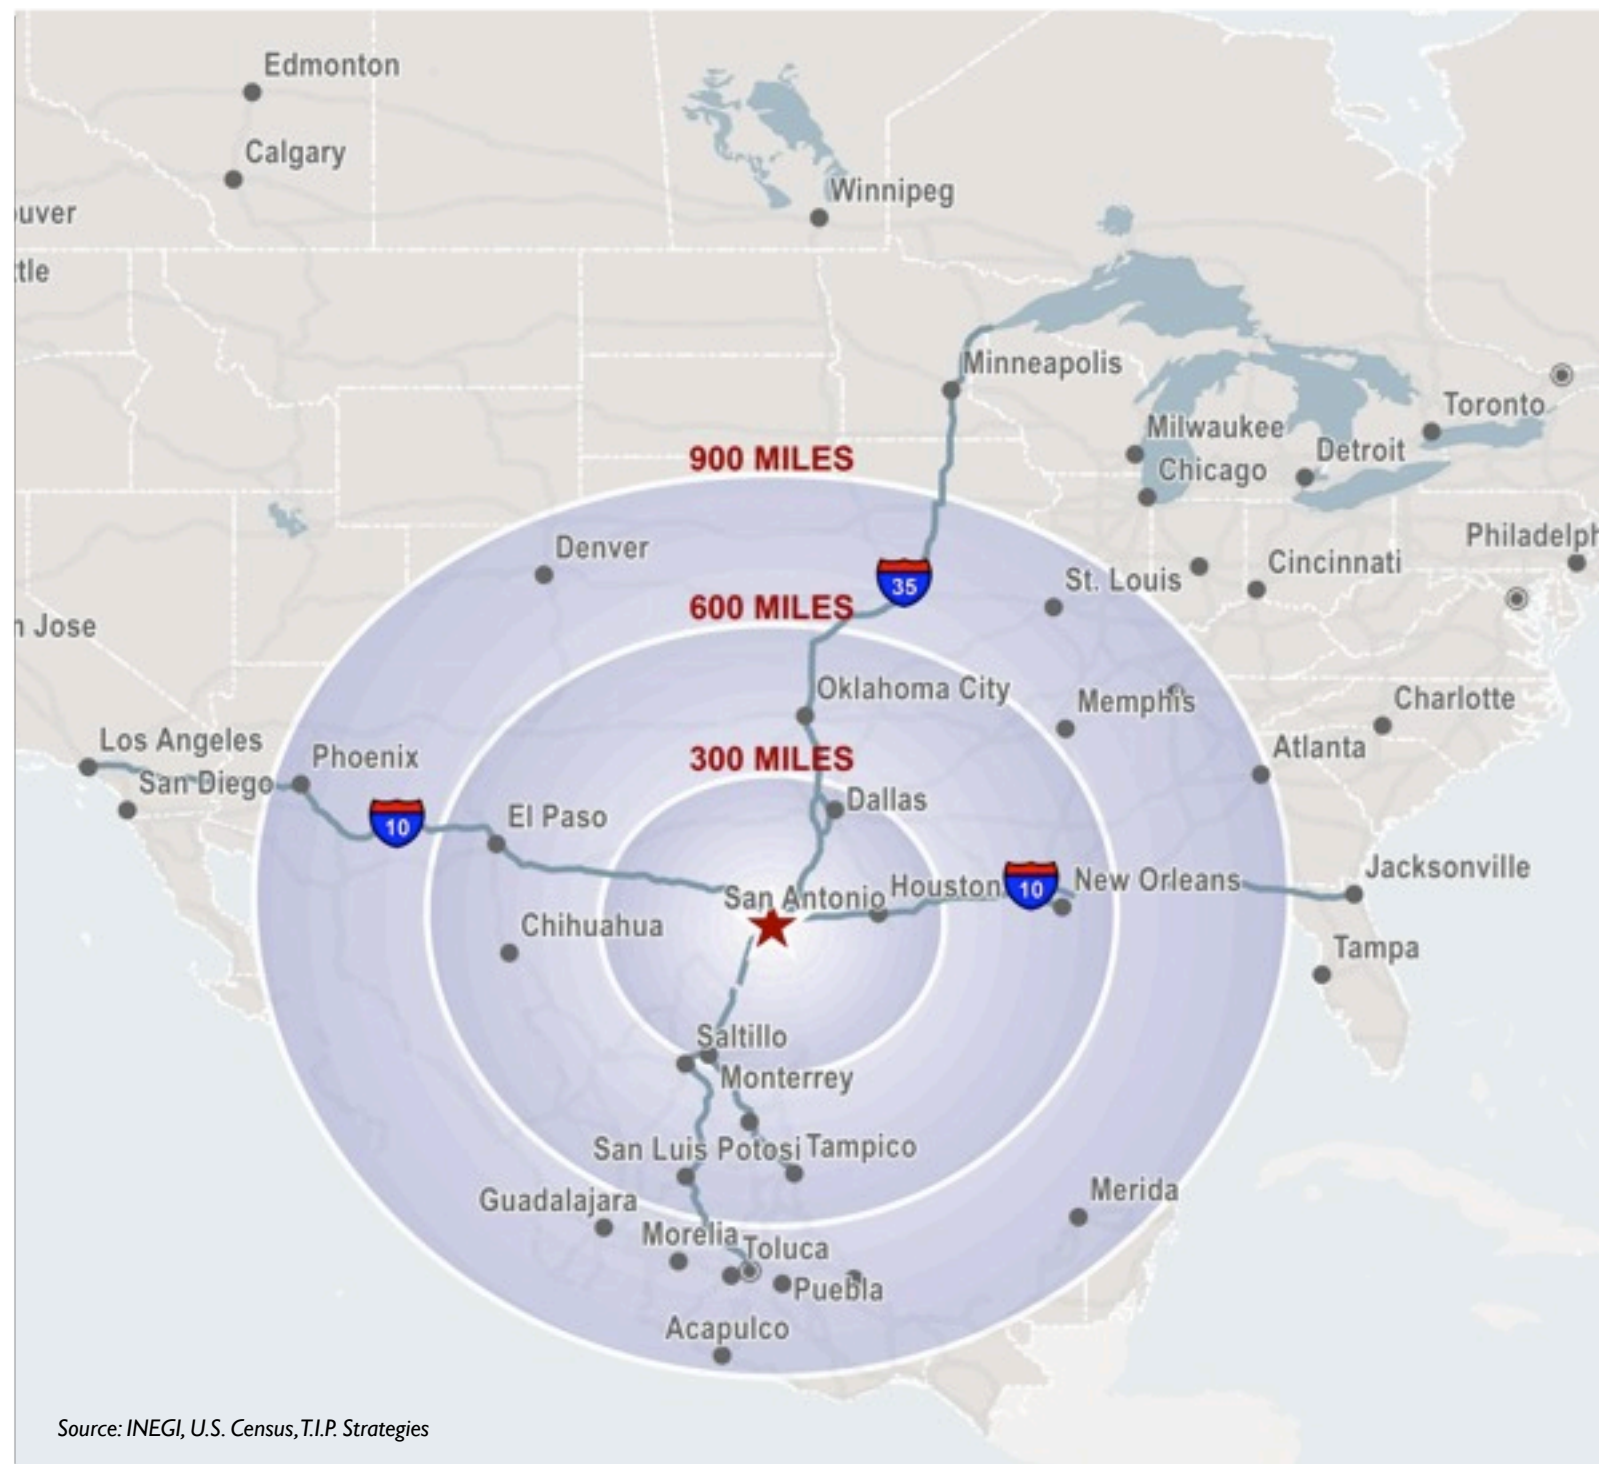 Edmonton
Calgary
Winnipeg
ouver
ttle
Minneapolis
Toronto
Milwaukee
Detroit
900 MILES
Chicago
Philadelph
Denver
Cincinnati
St. Louis
35
600 MILES
n Jose
Oklahoma City
Memphis
Charlotte
Los Angeles
Phoenix
300 MILES
Atlanta
San Diego
Dallas
El Paso
10
Jacksonville
San Antonio
Houston
10
New Orleans
Chihuahua
Tampa
Saltillo
Monterrey
San Luis Potosi
Tampico
Merida
Guadalajara
Morelia
Toluca
Puebla
Acapulco
Source: INEGI, U.S. Census, T.I.P. Strategies